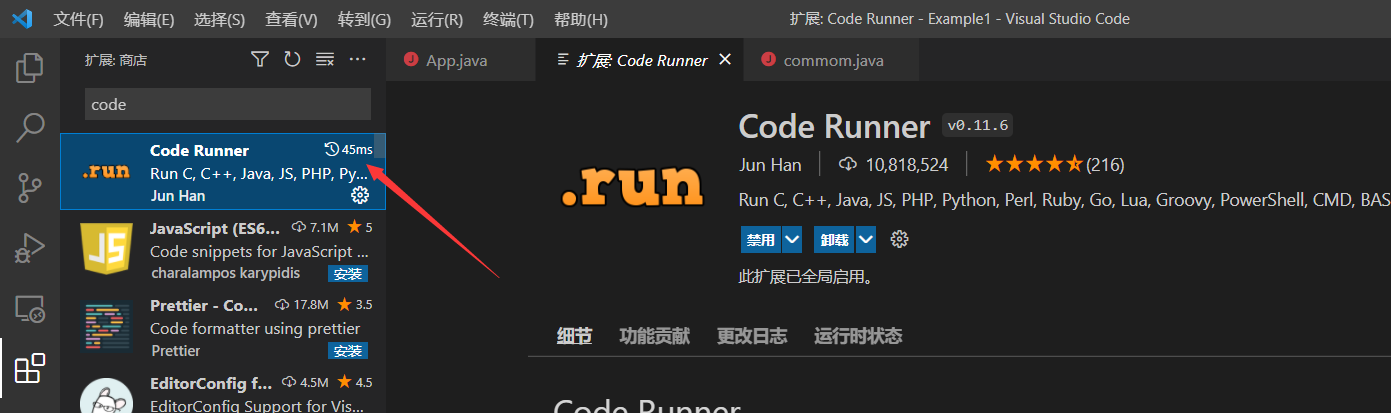 文件(F) 编辑(E) 选择(S) 查看(V) 转到(G) 运行(R) 终端(T) 帮助(H) 扩展: Code Runner - Example1 - Visual Studio Code
扩展: 商店
App.java
扩展: Code Runner
commom.java
code
Code Runner 45ms
Run C, C++, Java, JS, PHP, Py...
Jun Han
JavaScript (ES6... 7.1M 5
Code snippets for JavaScript ...
charalampos karypidis 安装
Prettier - Co... 17.8M 3.5
Code formatter using prettier
Prettier 安装
EditorConfig f... 4.5M 4.5
EditorConfig Support for Vis...
.run
.run
JS
Code Runner v0.11.6
Jun Han 10,818,524 (216)
Run C, C++, Java, JS, PHP, Python, Perl, Ruby, Go, Lua, Groovy, PowerShell, CMD, BAS
禁用 卸载
此扩展已全局启用。
细节 功能贡献 更改日志 运行时状态
Code Runner